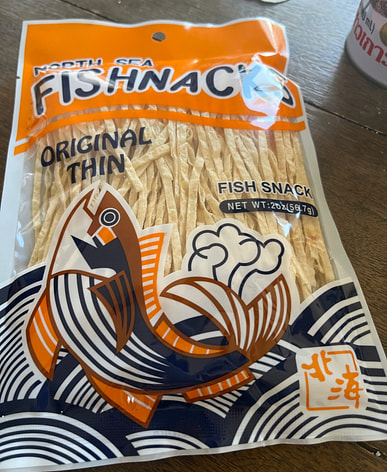 NORTH SEA
FISHNACKS
ORIGINAL
THIN
FISH SNACK
NET WT:2oz(56.7g)
北
海